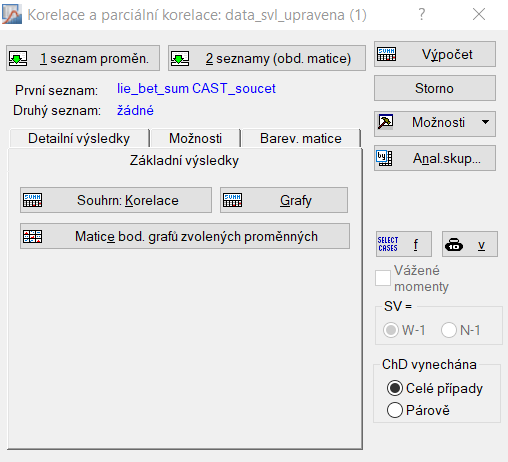 Korelace a parciální korelace: data_svl_upravena (1)
? ×
1 seznam proměn.
2 seznamy (obd. matice)
Výpočet
První seznam: lie_bet_sum CAST_soucet
Storno
Druhý seznam: žádné
Možnosti
Detailní výsledky
Možnosti
Barev. matice
Základní výsledky
Anal.skup...
Souhrn: Korelace
Grafy
Matice bod. grafů zvolených proměnných
SELECT CASES f
v
Vážené
momenty
SV =
W-1
N-1
ChD vynechána
Celé případy
Párově